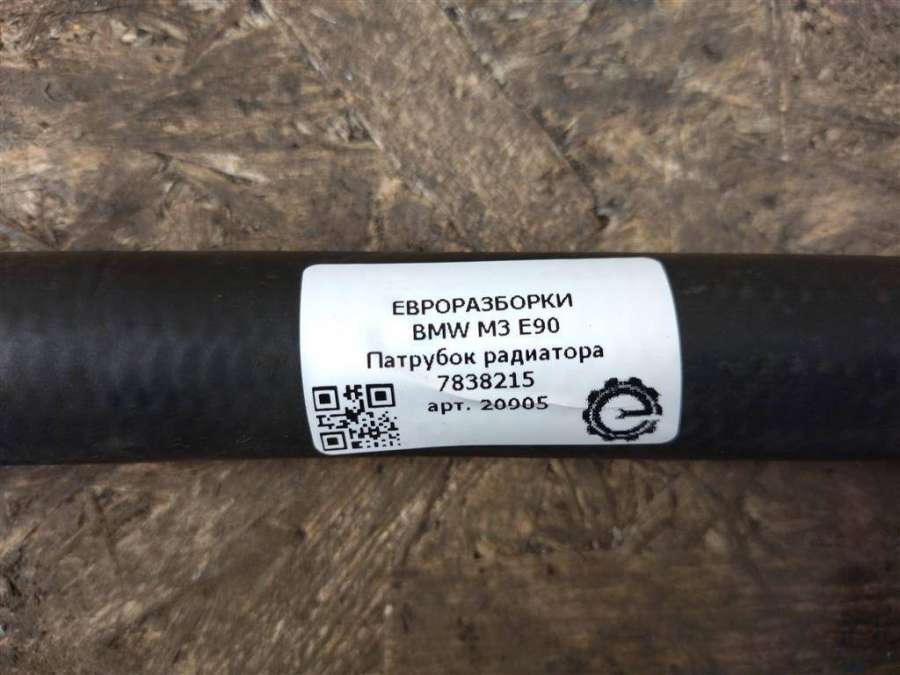 ЕВРОРАЗБОРКИ
BMW M3 E90
Патрубок радиатора
7838215
арт. 20905